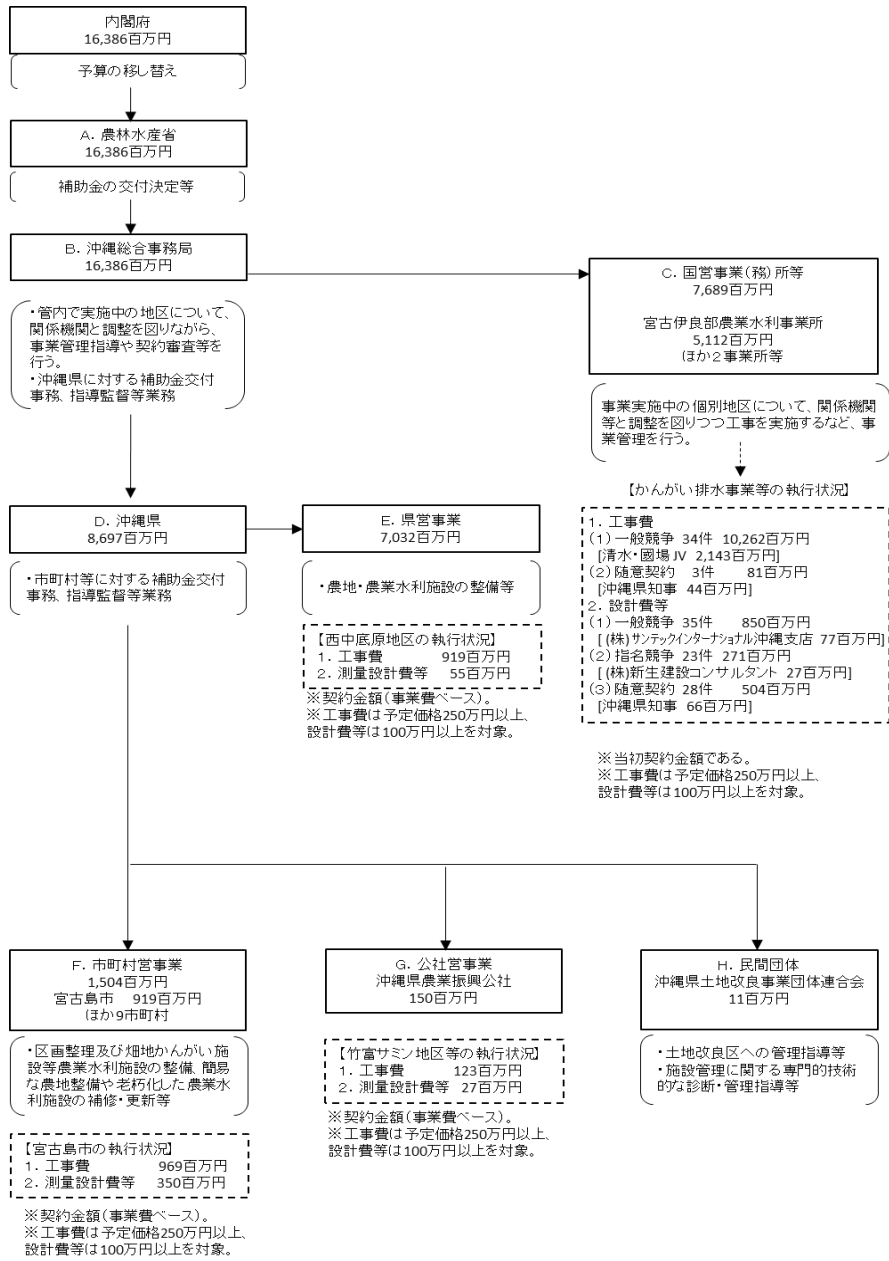 内閣府
16,386百万円
予算の移し替え
A. 農林水産省
16,386百万円
補助金の交付決定等
B. 沖縄総合事務局
16,386百万円
・管内で実施中の地区について、
関係機関と調整を図りながら、
事業管理指導や契約審査等を
行う。
・沖縄県に対する補助金交付
事務、指導監督等業務
C. 国営事業(務)所等
7,689百万円
宮古伊良部農業水利事業所
5,112百万円
ほか2事業所等
事業実施中の個別地区について、関係機関
等と調整を図りつつ工事を実施するなど、事
業管理を行う。
【かんがい排水事業等の執行状況】
1. 工事費
(1)一般競争 34件 10,262百万円
[清水・國場 JV 2,143百万円]
(2)随意契約 3件 81百万円
[沖縄県知事 44百万円]
2. 設計費等
(1)一般競争 35件 850百万円
[(株)サンテックインターナショナル沖縄支店 77百万円]
(2)指名競争 23件 271百万円
[(株)新生建設コンサルタント 27百万円]
(3)随意契約 28件 504百万円
[沖縄県知事 66百万円]
※当初契約金額である。
※工事費は予定価格250万円以上、
設計費等は100万円以上を対象。
D. 沖縄県
8,697百万円
・市町村等に対する補助金交付
事務、指導監督等業務
E. 県営事業
7,032百万円
・農地・農業水利施設の整備等
【西中底原地区の執行状況】
1. 工事費 919百万円
2. 測量設計費等 55百万円
※契約金額(事業費ベース)。
※工事費は予定価格250万円以上、
設計費等は100万円以上を対象。
F. 市町村営事業
1,504百万円
宮古島市 919百万円
ほか9市町村
・区画整理及び畑地かんがい施
設等農業水利施設の整備、簡易
な農地整備や老朽化した農業水
利施設の補修・更新等
【宮古島市の執行状況】
1. 工事費 969百万円
2. 測量設計費等 350百万円
※契約金額(事業費ベース)。
※工事費は予定価格250万円以上、
設計費等は100万円以上を対象。
G. 公社営事業
沖縄県農業振興公社
150百万円
【竹富サミン地区等の執行状況】
1. 工事費 123百万円
2. 測量設計費等 27百万円
※契約金額(事業費ベース)。
※工事費は予定価格250万円以上、
設計費等は100万円以上を対象。
H. 民間団体
沖縄県土地改良事業団体連合会
11百万円
・土地改良区への管理指導等
・施設管理に関する専門的技術
的な診断・管理指導等